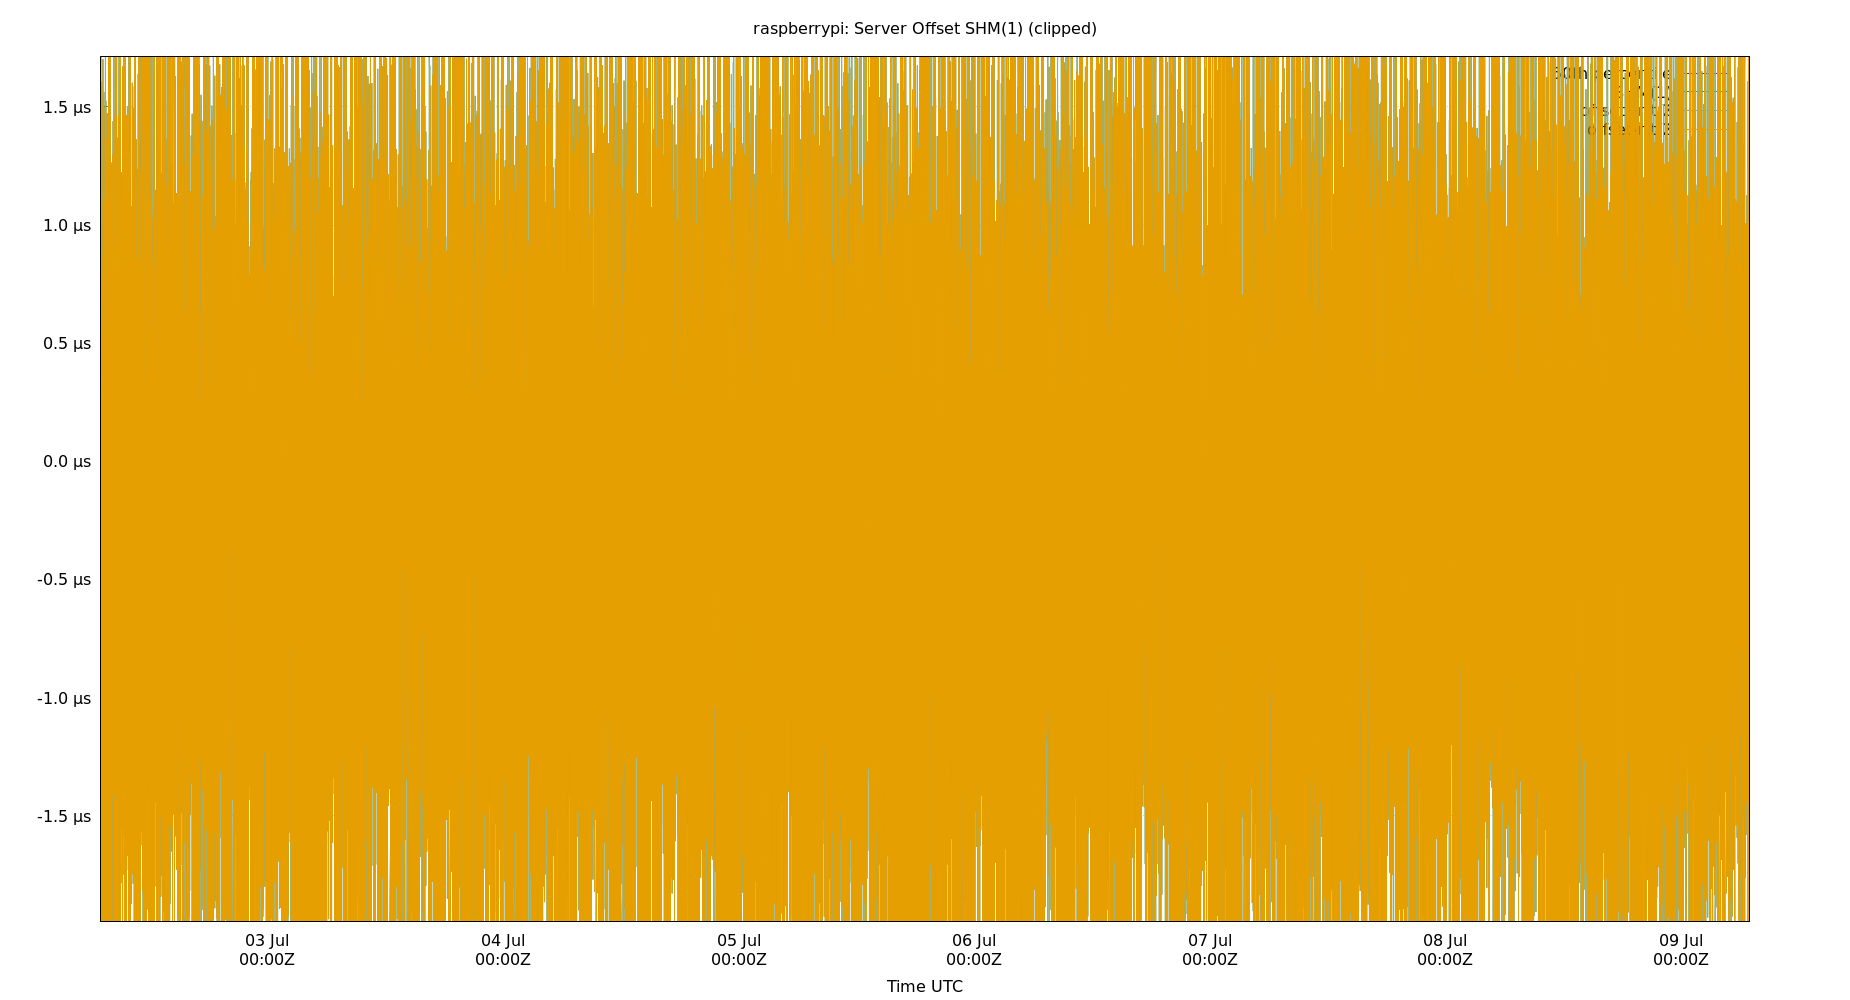 raspberrypi: Server Offset SHM(1) (clipped)
1.5 µs
1.0 µs
0.5 µs
0.0 µs
-0.5 µs
-1.0 µs
-1.5 µs
03 Jul 04 Jul 05 Jul 06 Jul 07 Jul 08 Jul 09 Jul
00:00Z 00:00Z 00:00Z 00:00Z 00:00Z 00:00Z 00:00Z
Time UTC